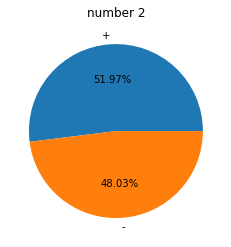 number 2
+
51.97%
48.03%
-